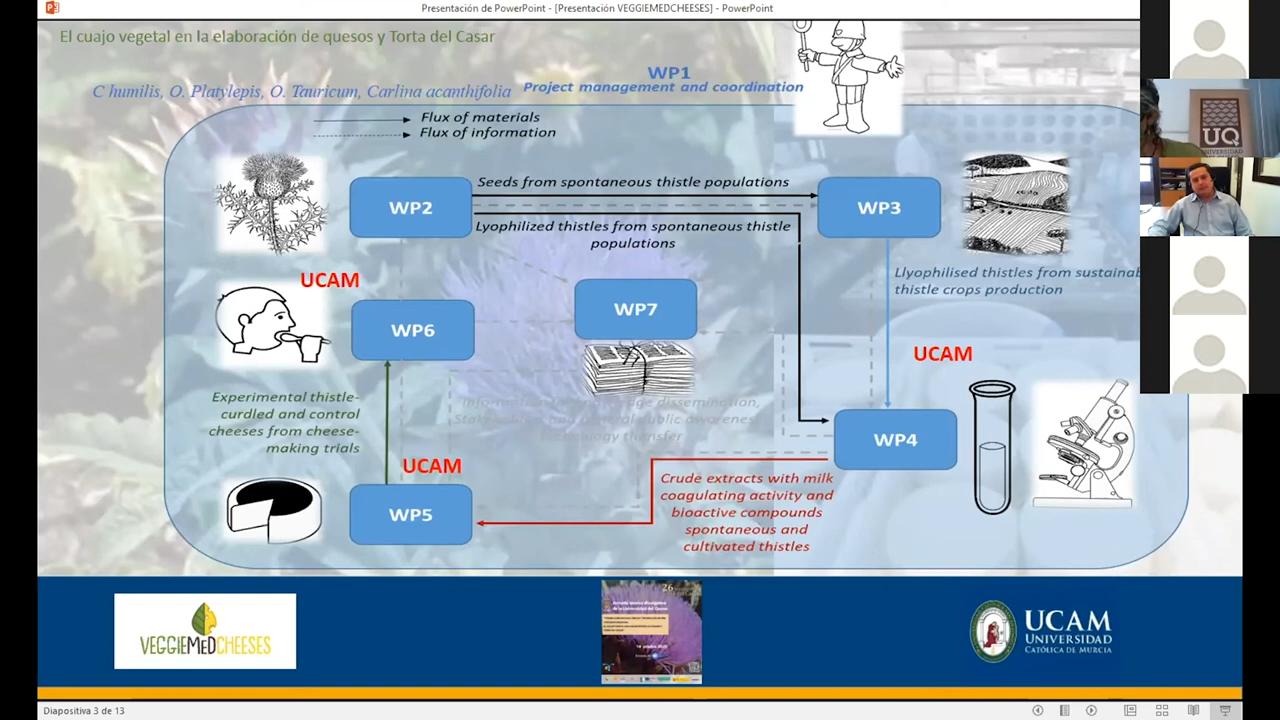 Presentación de PowerPoint - [Presentación VEGGIEMEDCHEESES] - PowerPoint
El cuajo vegetal en la elaboración de quesos y Torta del Casar
WP1
Project management and coordination
C humilis, O. Platylepis, O. Tauricum, Carlina acanthifolia
Flux of materials
Flux of information
Seeds from spontaneous thistle populations
WP2
WP3
Lyophilized thistles from spontaneous thistle
populations
UQ
Llyophilised thistles from sustainab
thistle crops production
UCAM
WP7
WP6
UCAM
Experimental thistle-
curdled and control
cheeses from cheese-
making trials
dissemination,
general public awareness
technology thansfer
WP4
UCAM
Crude extracts with milk
coagulating activity and
bioactive compounds
spontaneous and
cultivated thistles
WP5
VEGGIEMEDCHEESES
26
UCAM
UNIVERSIDAD
CATÓLICA DE MURCIA
Diapositiva 3 de 13